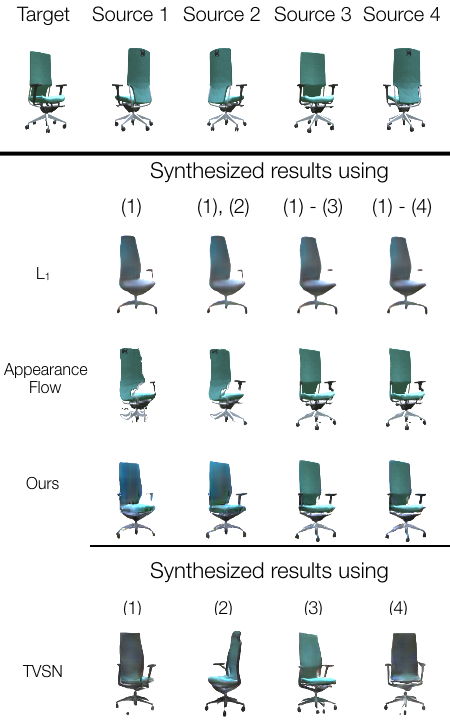 Target Source 1 Source 2 Source 3 Source 4
Synthesized results using
(1) (1), (2) (1) - (3) (1) - (4)
L₁
Appearance
Flow
Ours
Synthesized results using
(1) (2) (3) (4)
TVSN